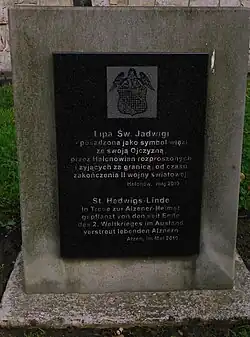 Lipa Św. Jadwigi
- posadzona jako symbol więzi
ze swoją Ojczyzną,
przez Hałcnowian rozproszonych
i żyjących za granicą, od czasu
zakończenia II wojny światowej.
Hałcnów, maj 2010
St. Hedwigs-Linde
In Treue zur Alzener-Heimat
gepflanzt von den seit Ende
des 2. Weltkrieges im Ausland
verstreut lebenden Alznern
Alzen, im Mai 2010